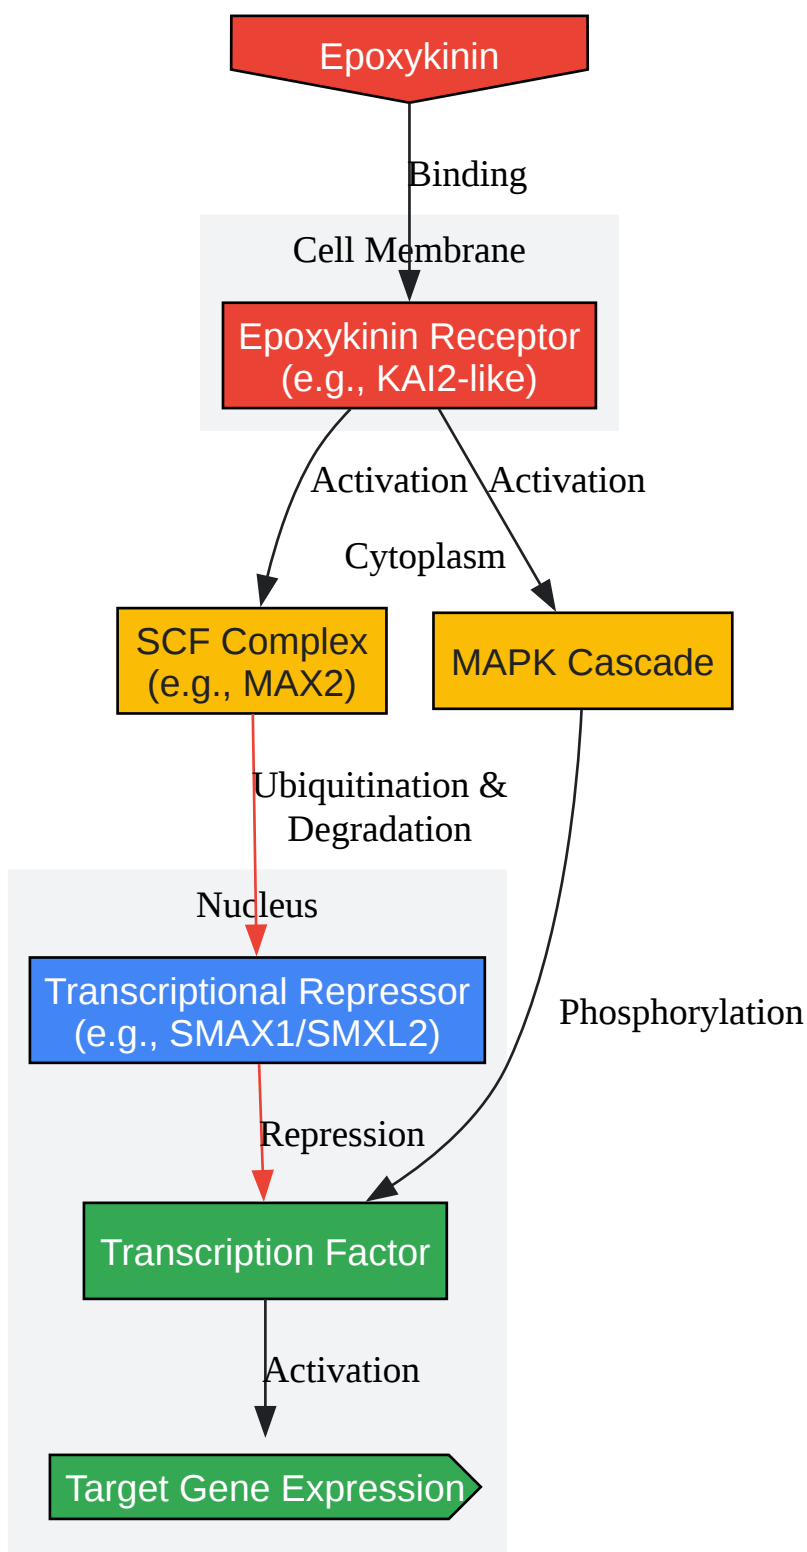 Epoxykinin
Binding
Cell Membrane
Epoxykinin Receptor
(e.g., KAI2-like)
Activation
Activation
Cytoplasm
SCF Complex
(e.g., MAX2)
MAPK Cascade
Ubiquitination &
Degradation
Nucleus
Transcriptional Repressor
(e.g., SMAX1/SMXL2)
Phosphorylation
Repression
Transcription Factor
Activation
Target Gene Expression